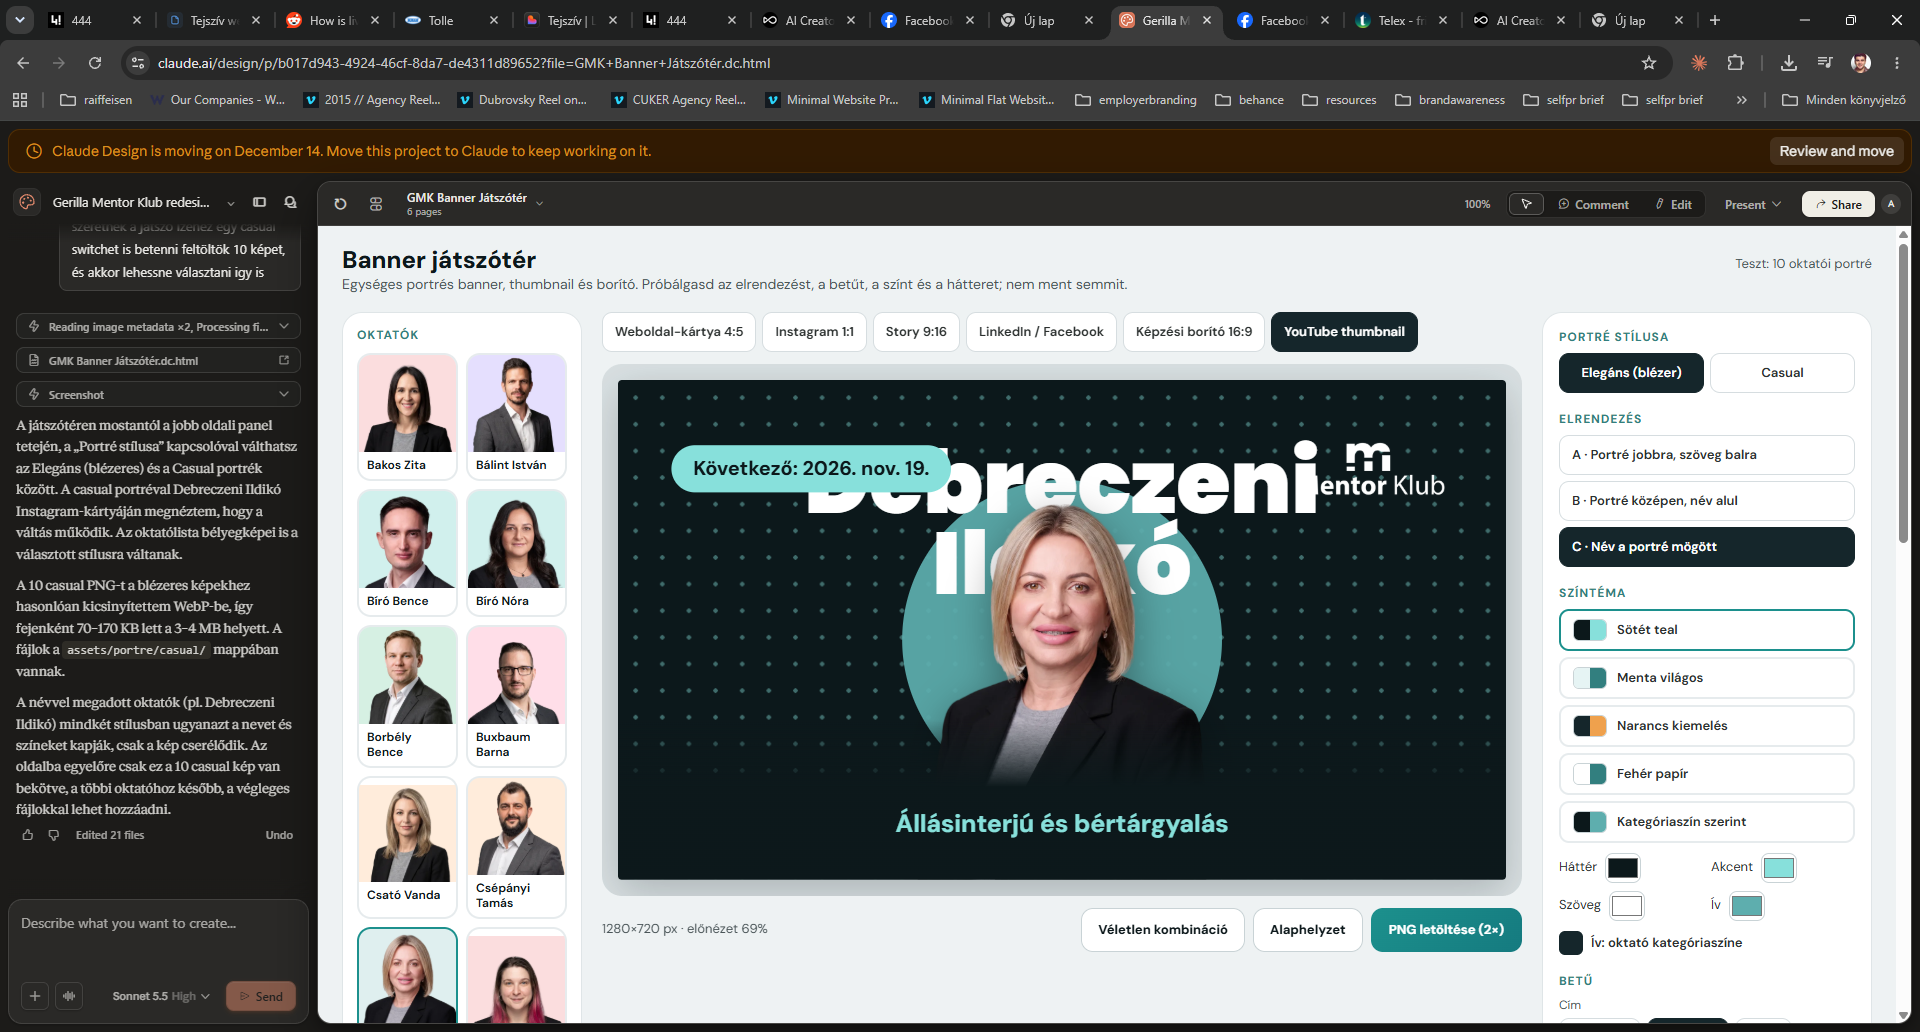 444
Tejszív w
How is li
Tolle
Tejszív | L
444
AI Creato
Facebook
Új lap
Gerilla M
Facebook
Telex - fr
AI Creato
Új lap
claude.ai/design/p/b017d943-4924-46cf-8da7-de4311d89652?file=GMK+Banner+Játszótér.dc.html
raiffeisen
Our Companies - W...
2015 // Agency Reel...
Dubrovsky Reel on...
CUKER Agency Reel...
Minimal Website Pr...
Minimal Flat Websit...
employerbranding
behance
resources
brandawareness
selfpr brief
selfpr brief
Minden könyvjelző
Claude Design is moving on December 14. Move this project to Claude to keep working on it.
Review and move
Gerilla Mentor Klub redesi...
szeretnék a játszó ízéhez egy casual
switchet is betenni feltöltök 10 képet,
és akkor lehessne választani igy is
Reading image metadata ×2, Processing fi...
GMK Banner Játszótér.dc.html
Screenshot
A játszótéren mostantól a jobb oldali panel
tetején, a „Portré stílusa” kapcsolóvalválthatsz
az Elegáns (blézeres) és a Casual portrék
között. A casual portréval Debreczeni Ildikó
Instagram-kártyáján megnéztem, hogy a
váltás működik. Az oktatólista bélyegképei is a
választott stílusra váltanak.
A 10 casual PNG-t a blézeres képekhez
hasonlóan kicsinyítettem WebP-be, így
fejenként 70–170 KB lett a 3–4 MB helyett. A
fájlok a assets/portre/casual/ mappában
vannak.
A névvel megadott oktatók (pl. Debreczeni
Ildikó) mindkét stílusban ugyanazt a nevet és
színeket kapják, csak a kép cserélődik. Az
oldalba egyelőre csak ez a 10 casual kép van
bekötve, a többi oktatóhoz később, a végleges
fájlokkal lehet hozzáadni.
Edited 21 files
Undo
Describe what you want to create...
Sonnet 5.5 High
Send
GMK Banner Játszótér
6 pages
100%
Comment
Edit
Present
Share
A
Banner játszótér
Egységes portrés banner, thumbnail és borító. Próbálgasd az elrendezést, a betűt, a színt és a hátteret; nem ment semmit.
Teszt: 10 oktatói portré
OKTATÓK
Bakos Zita
Bálint István
Bíró Bence
Bíró Nóra
Borbély
Bence
Buxbaum
Barna
Csató Vanda
Csépányi
Tamás
Weboldal-kártya 4:5
Instagram 1:1
Story 9:16
LinkedIn / Facebook
Képzési borító 16:9
YouTube thumbnail
Következő: 2026. nov. 19.
Debreczeni
Ildikó
mentor Klub
Állásinterjú és bértárgyalás
1280×720 px · előnézet 69%
Véletlen kombináció
Alaphelyzet
PNG letöltése (2×)
PORTRÉ STÍLUSA
Elegáns (blézer)
Casual
ELRENDEZÉS
A · Portré jobbra, szöveg balra
B · Portré középen, név alul
C · Név a portré mögött
SZÍNTÉMA
Sötét teal
Menta világos
Narancs kiemelés
Fehér papír
Kategóriaszín szerint
Háttér
Akcent
Szöveg
Ív
Ív: oktató kategóriaszíne
BETŰ
Cím